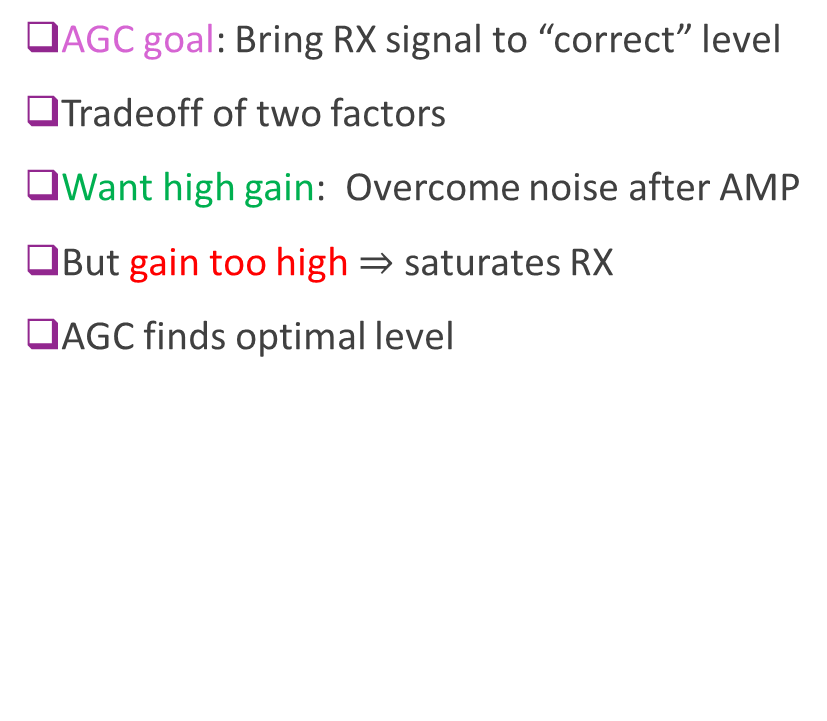 ❑AGC goal: Bring RX signal to “correct” level
❑Tradeoff of two factors
❑Want high gain:  Overcome noise after AMP
❑But gain too high ⇒ saturates RX
❑AGC finds optimal level